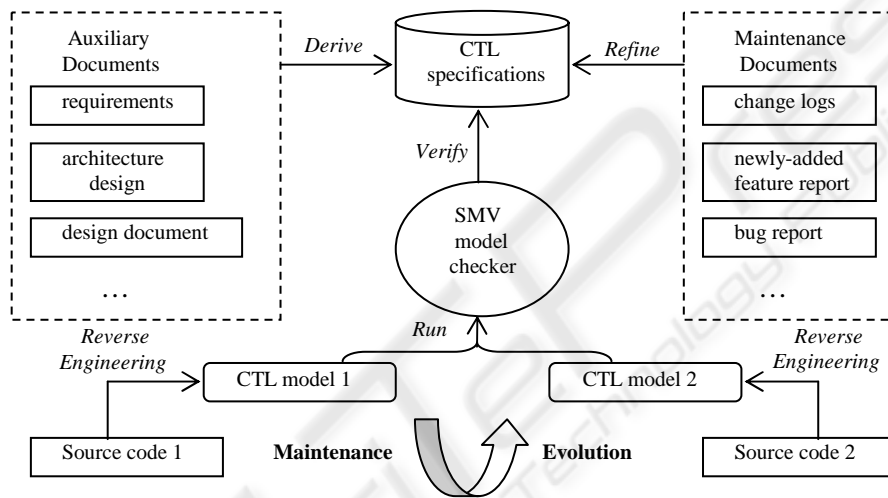 Auxiliary
Documents
requirements
architecture
design
design document
...
Derive
CTL
specifications
Refine
Maintenance
Documents
change logs
newly-added
feature report
bug report
...
Verify
SMV
model
checker
Run
Reverse
Engineering
CTL model 1
CTL model 2
Reverse
Engineering
Source code 1
Maintenance
Evolution
Source code 2